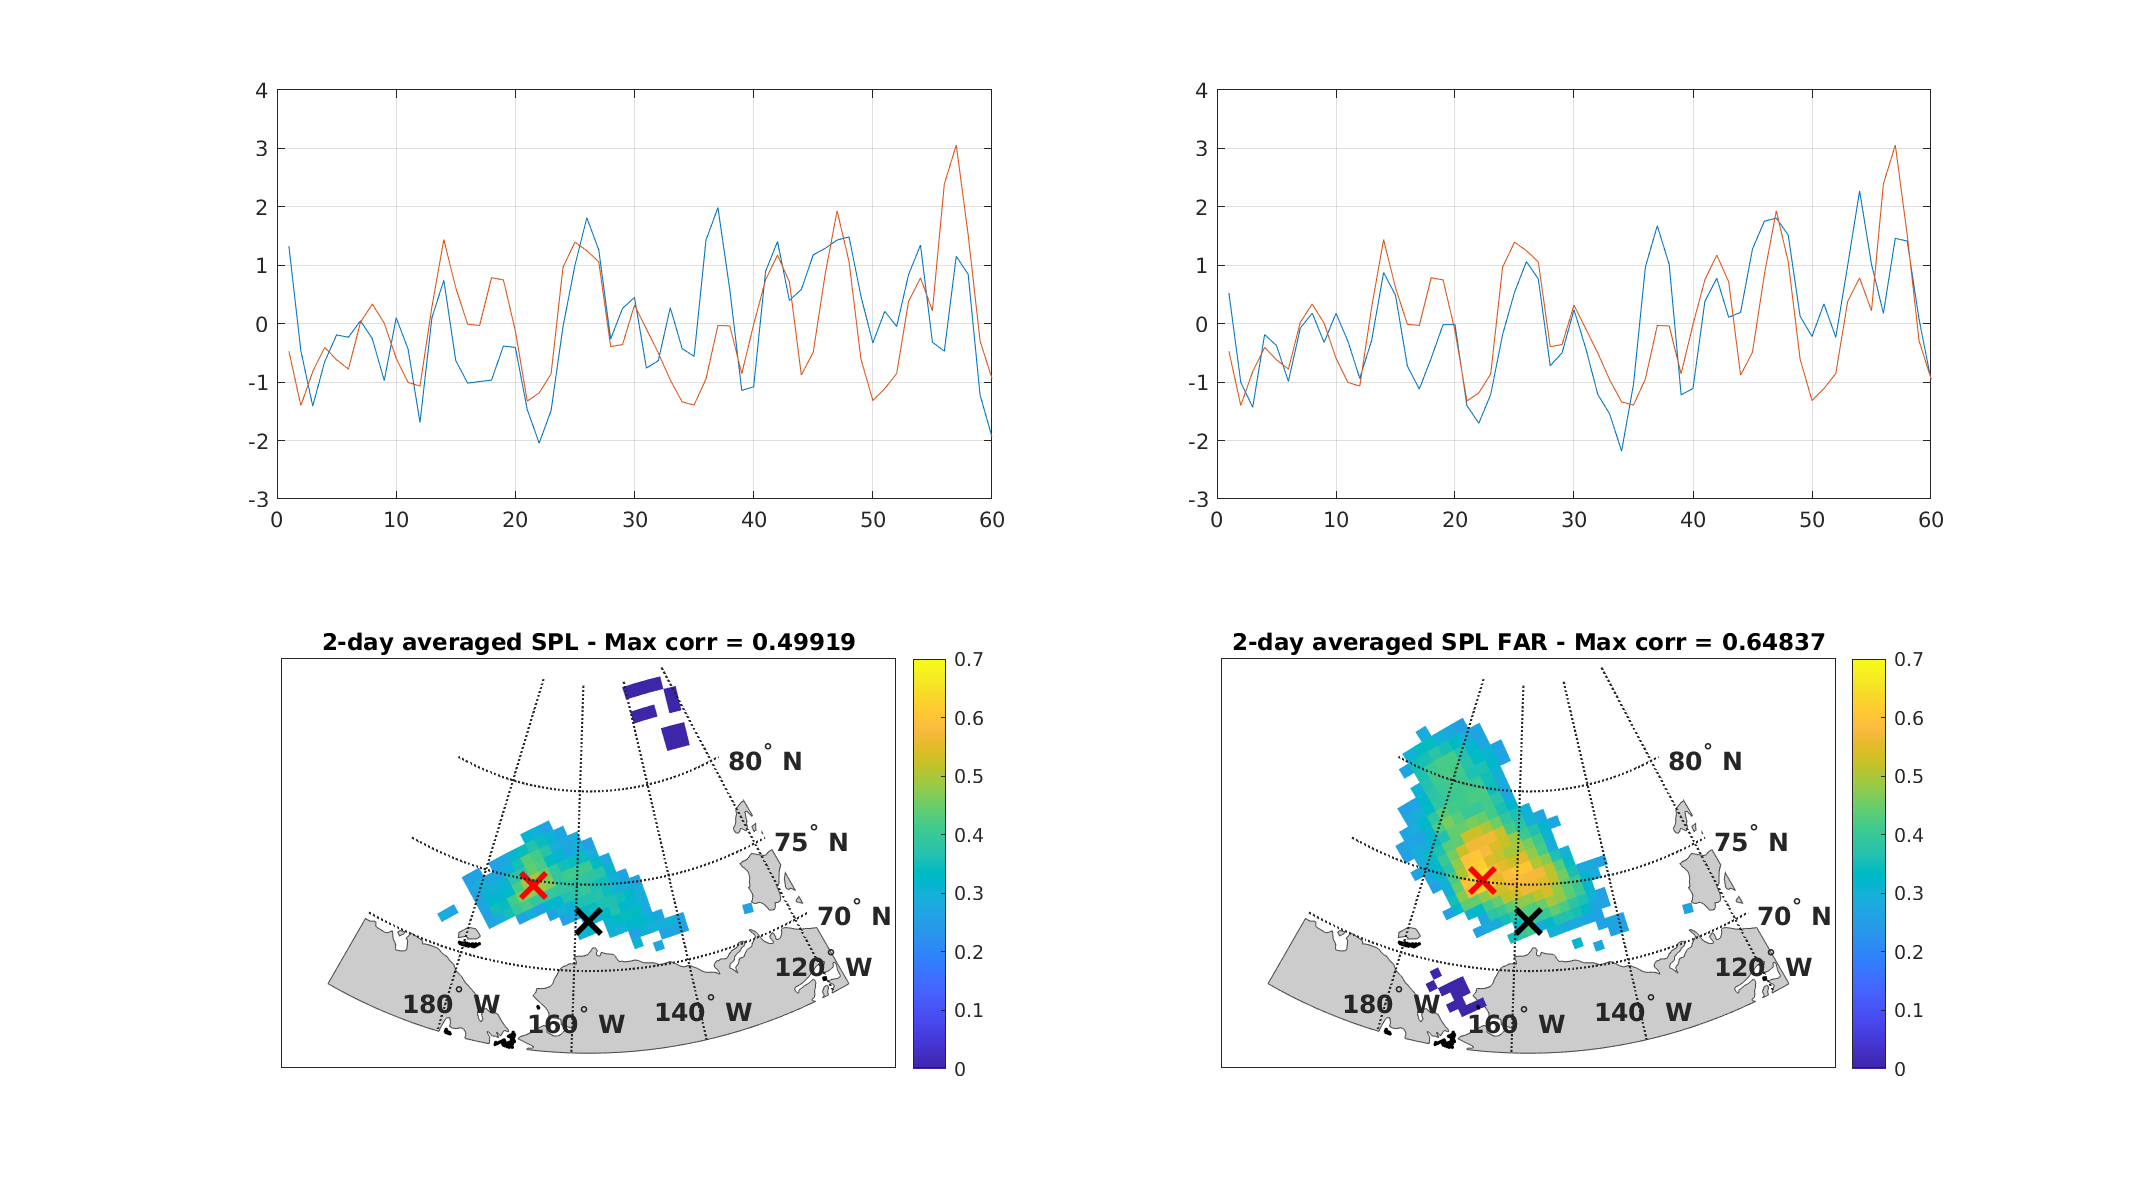 4
3
2
1
0
-1
-2
-3
0 10 20 30 40 50 60
4
3
2
1
0
-1
-2
-3
0 10 20 30 40 50 60
2-day averaged SPL - Max corr = 0.49919
80° N
75° N
70° N
120° W
180° W
160° W
140° W
0.7
0.6
0.5
0.4
0.3
0.2
0.1
0
2-day averaged SPL FAR - Max corr = 0.64837
80° N
75° N
70° N
120° W
180° W
160° W
140° W
0.7
0.6
0.5
0.4
0.3
0.2
0.1
0